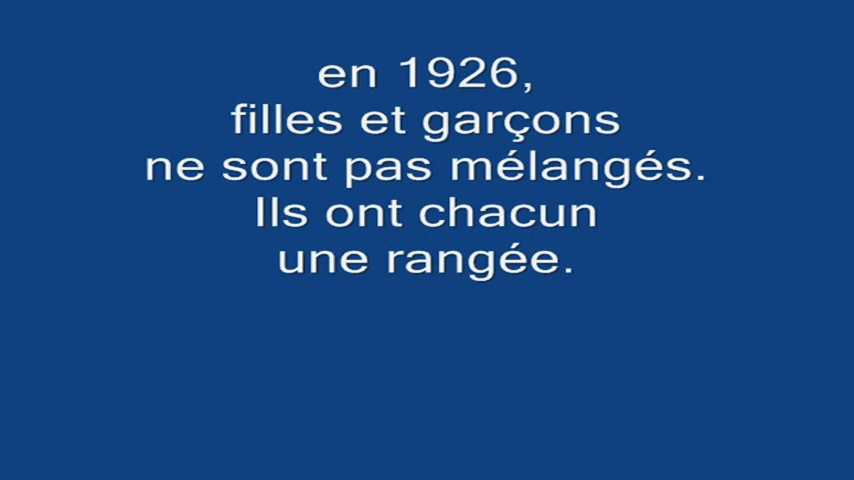 en 1926,
filles et garçons
ne sont pas mélangés.
Ils ont chacun
une rangée.